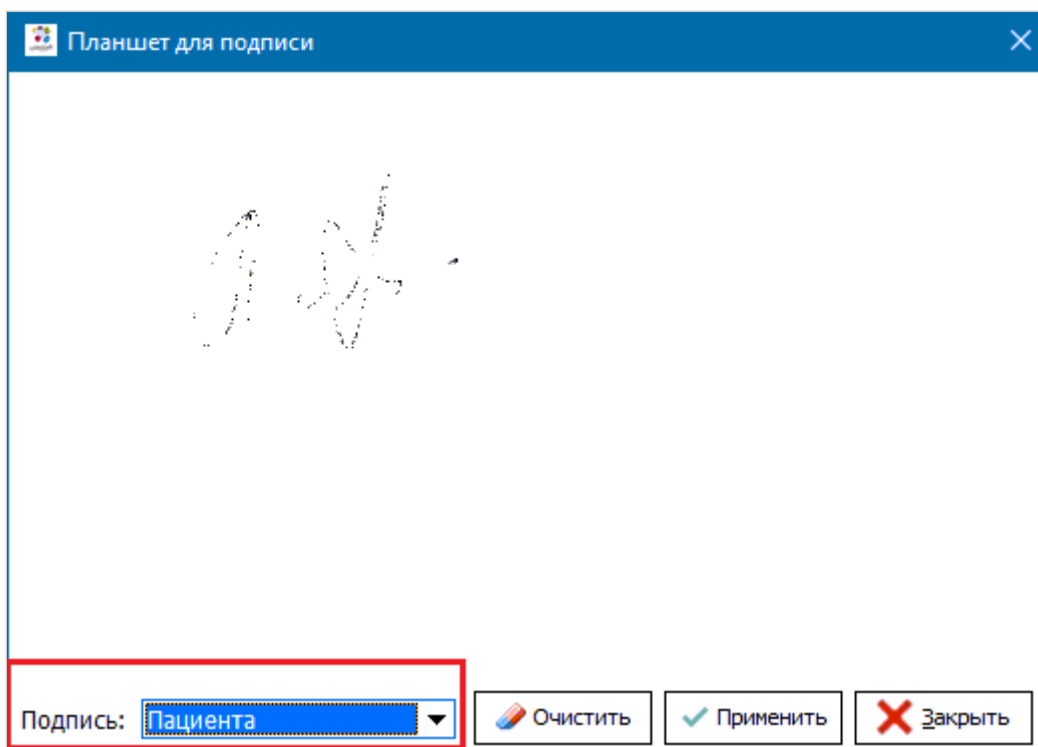 Планшет для подписи
Подпись: Пациента Очистить Применить Закрыть